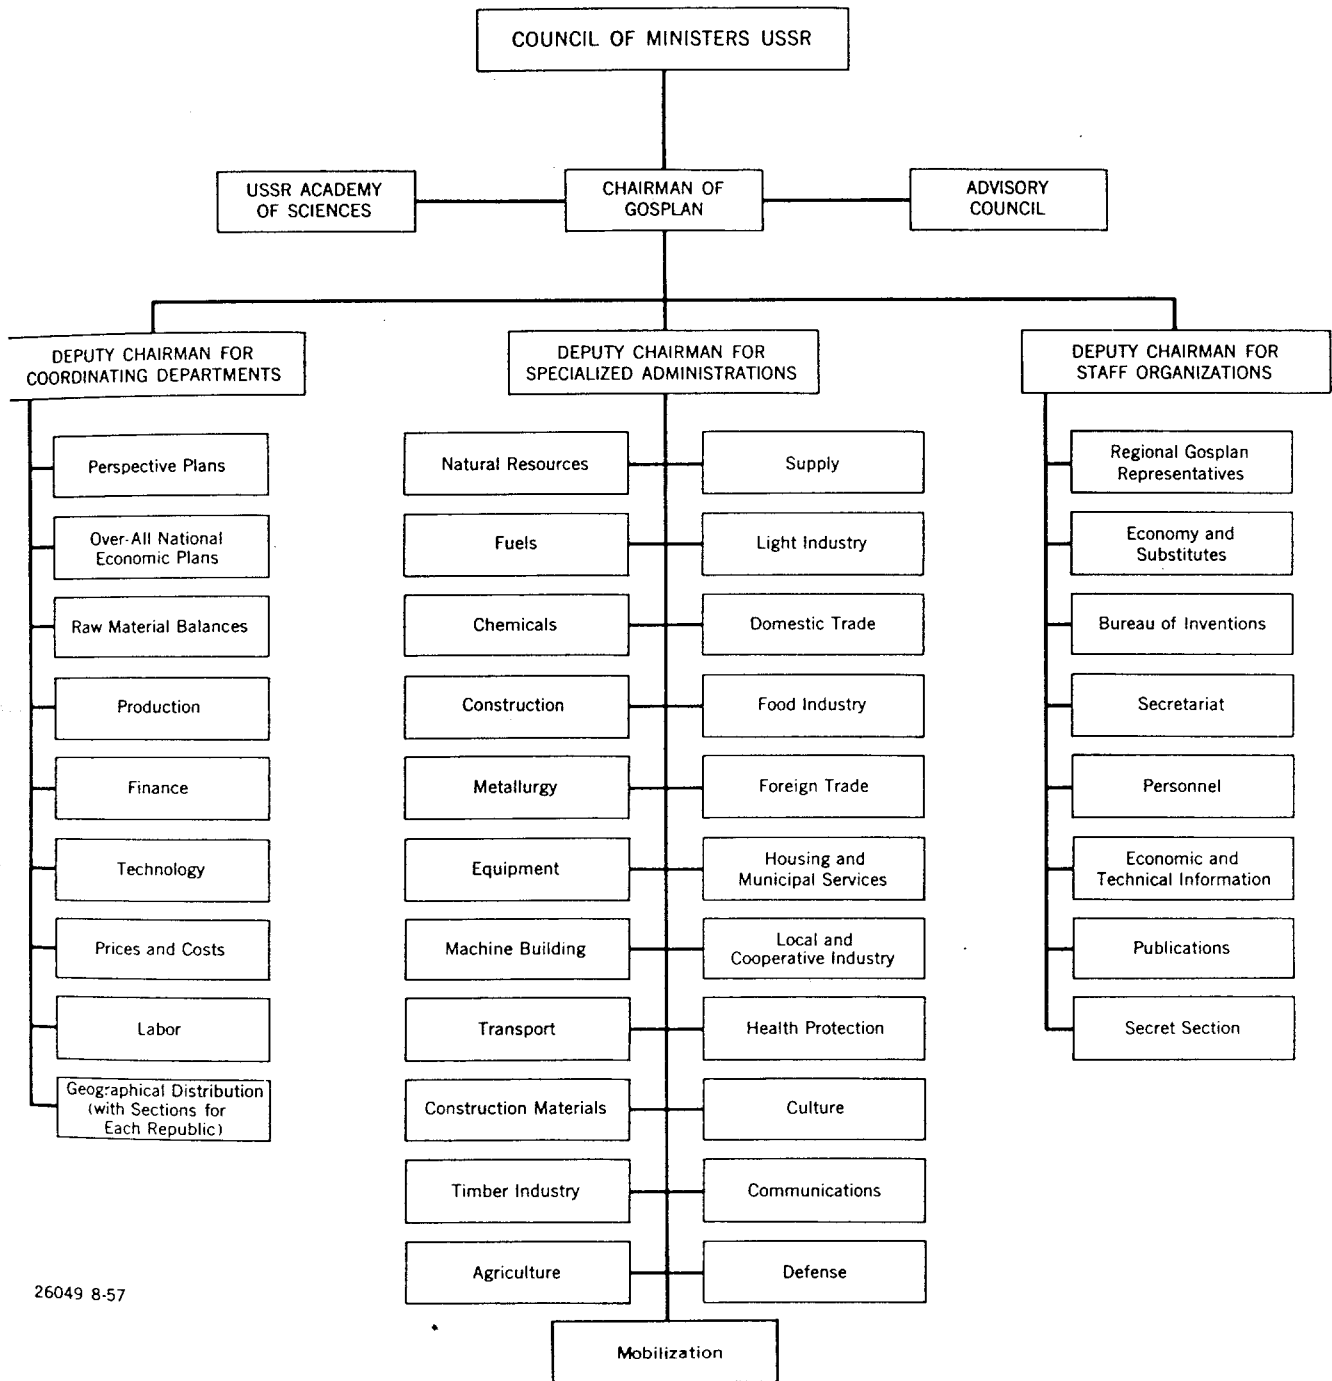 COUNCIL OF MINISTERS USSR
USSR ACADEMY
OF SCIENCES
CHAIRMAN OF
GOSPLAN
ADVISORY
COUNCIL
DEPUTY CHAIRMAN FOR
COORDINATING DEPARTMENTS
DEPUTY CHAIRMAN FOR
SPECIALIZED ADMINISTRATIONS
DEPUTY CHAIRMAN FOR
STAFF ORGANIZATIONS
Perspective Plans
Over-All National
Economic Plans
Raw Material Balances
Production
Finance
Technology
Prices and Costs
Labor
Geographical Distribution
(with Sections for
Each Republic)
Natural Resources
Fuels
Chemicals
Construction
Metallurgy
Equipment
Machine Building
Transport
Construction Materials
Timber Industry
Agriculture
Supply
Light Industry
Domestic Trade
Food Industry
Foreign Trade
Housing and
Municipal Services
Local and
Cooperative Industry
Health Protection
Culture
Communications
Defense
Mobilization
Regional Gosplan
Representatives
Economy and
Substitutes
Bureau of Inventions
Secretariat
Personnel
Economic and
Technical Information
Publications
Secret Section
26049 8-57